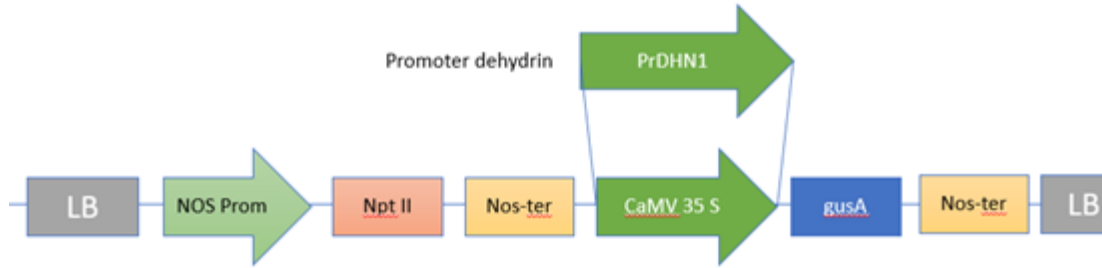 Promoter dehydrin PrDHN1
LB NOS Prom Npt II Nos-ter CaMV 35 S gusA Nos-ter LB